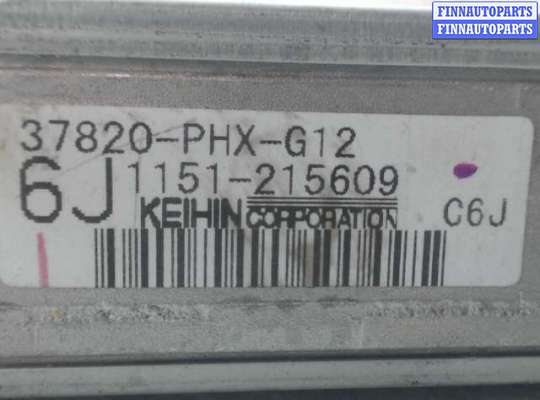 FINNAUTOPARTS
FINNAUTOPARTS
37820-PHX-G12
6J 1151-215609
KEIHIN CORPORATION C6J